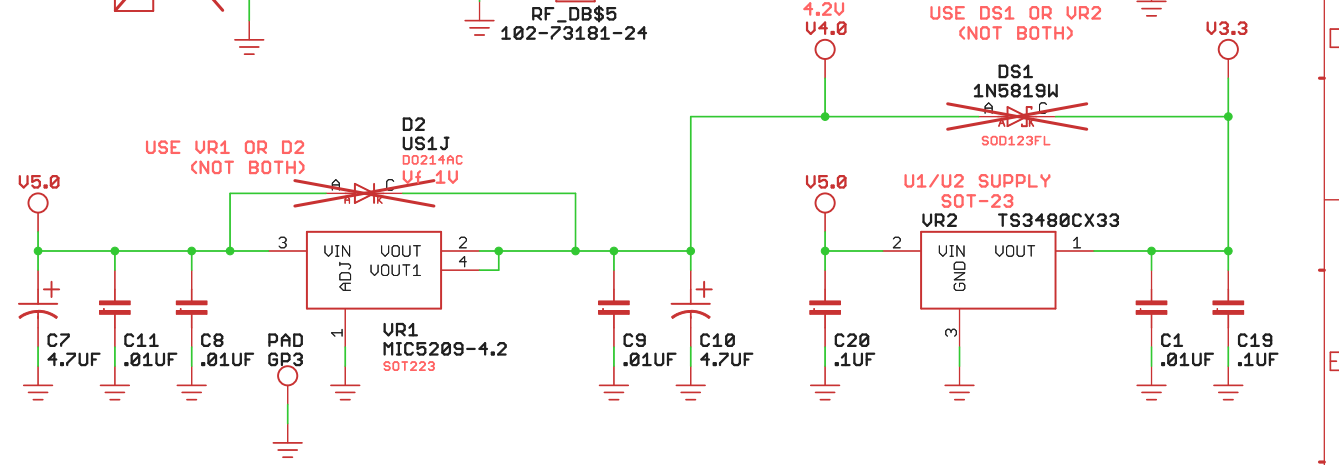 RF_DB$5
102-73181-24
4.2V
V4.0
USE DS1 OR VR2
(NOT BOTH)
V3.3
DS1
1N5819W
A
C
A
K
SOD123FL
D2
US1J
DO214AC
Vf 1V
USE VR1 OR D2
(NOT BOTH)
A
C
A
K
V5.0
3
VIN
VOUT
2
VOUT1
4
ADJ
1
VR1
MIC5209-4.2
SOT223
+
C7
4.7UF
C11
.01UF
C8
.01UF
PAD
GP3
C9
.01UF
+
C10
4.7UF
V5.0
U1/U2 SUPPLY
SOT-23
VR2
TS3480CX33
2
VIN
VOUT
1
GND
3
C20
.1UF
C1
.01UF
C19
.1UF
E